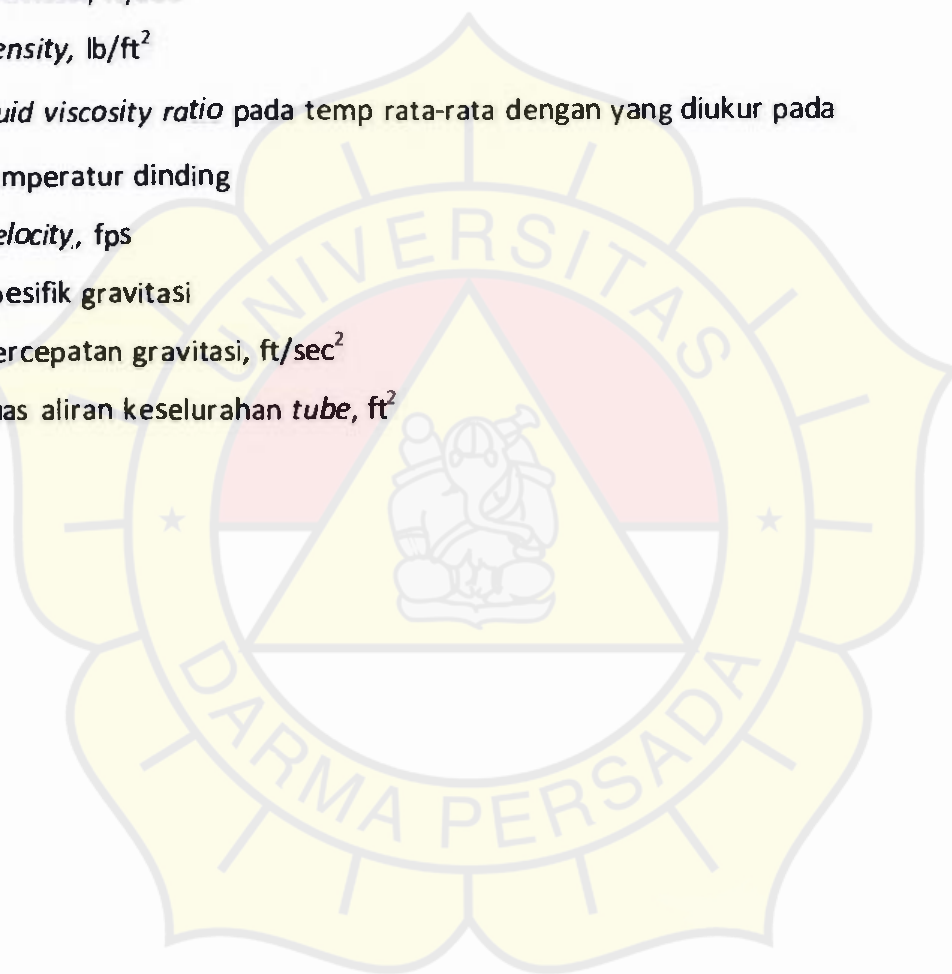 ensity, lb/ft²
uid viscosity ratio pada temp rata-rata dengan yang diukur pada
mperatur dinding
elocity,, fps
esifik gravitasi
ercepatan gravitasi, ft/sec²
as aliran keselurahan tube, ft²
UNIVERSITAS
DARMA PERSADA